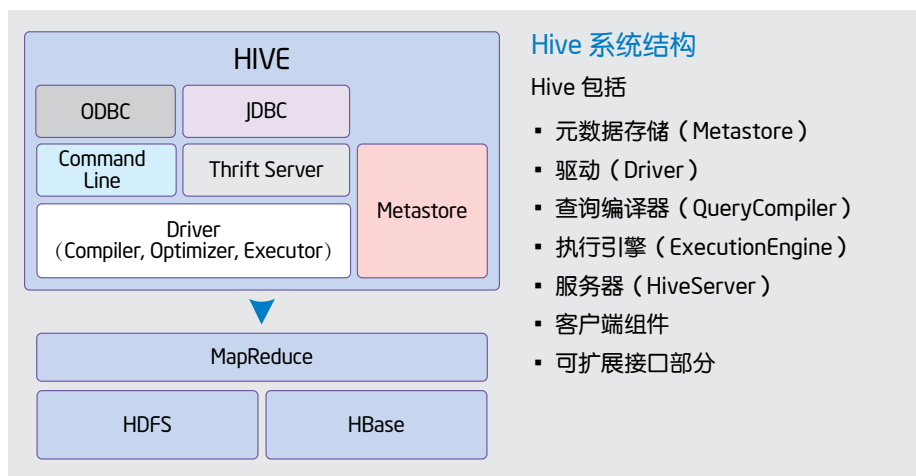 HIVE
ODBC
JDBC
Command
Line
Thrift Server
Metastore
Driver
(Compiler, Optimizer, Executor)
MapReduce
HDFS
HBase
Hive 系统结构
Hive 包括
▪ 元数据存储（Metastore）
▪ 驱动（Driver）
▪ 查询编译器（QueryCompiler）
▪ 执行引擎（ExecutionEngine）
▪ 服务器（HiveServer）
▪ 客户端组件
▪ 可扩展接口部分